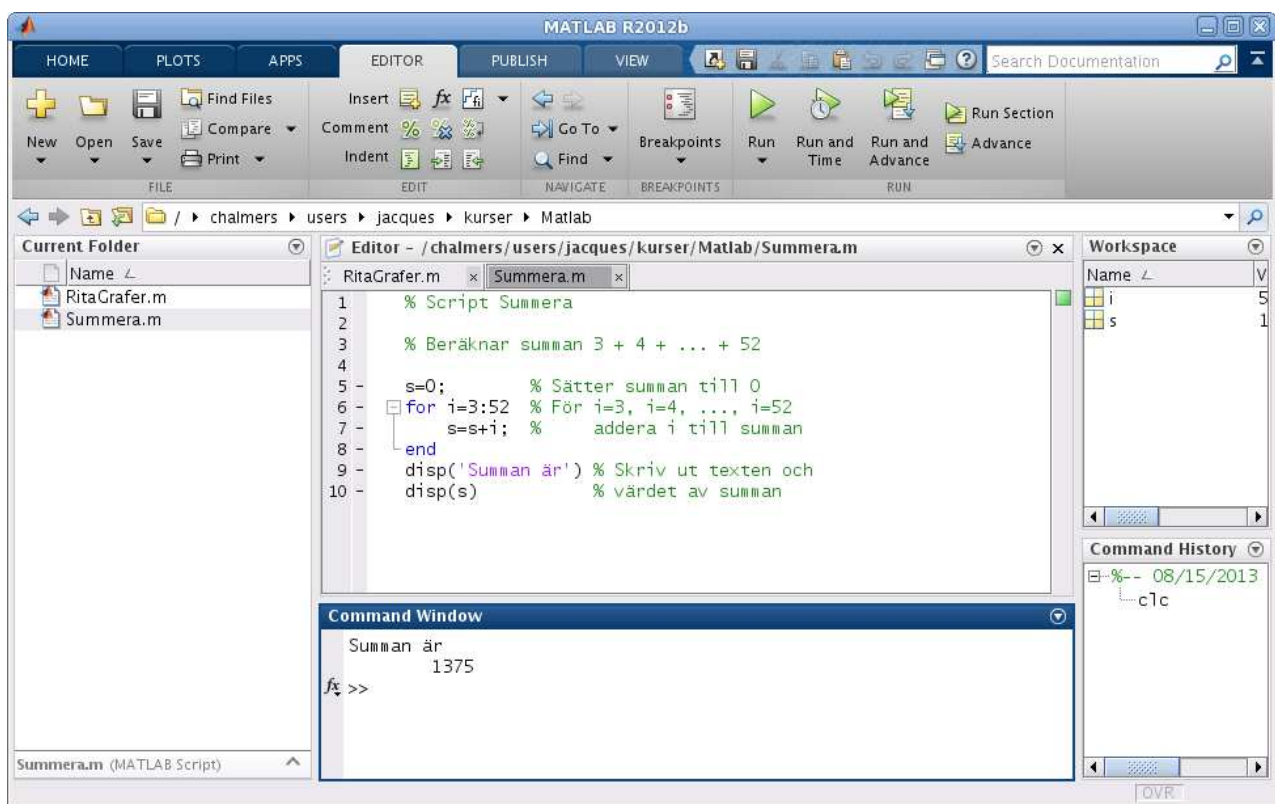 MATLAB R2012b
HOME PLOTS APPS EDITOR PUBLISH VIEW Search Documentation
New Open Save Find Files Compare Print
FILE
Insert fx fi
Comment % %
Indent
EDIT
Go To
Find
NAVIGATE
Breakpoints
BREAKPOINTS
Run Run and Time Run and Advance Run Section Advance
RUN
/ chalmers users jacques kurser Matlab
Current Folder
Name
RitaGrafer.m
Summera.m
Summera.m (MATLAB Script)
Editor - /chalmers/users/jacques/kurser/Matlab/Summera.m
RitaGrafer.m × Summera.m ×
1 % Script Summera
2
3 % Beräknar summan 3 + 4 + ... + 52
4
5 - s=0; % Sätter summan till 0
6 - for i=3:52 % För i=3, i=4, ..., i=52
7 - s=s+i; % addera i till summan
8 - end
9 - disp('Summan är') % Skriv ut texten och
10 - disp(s) % värdet av summan
Command Window
Summan är
1375
fx >>
Workspace
Name V
i 5
s 1
Command History
%-- 08/15/2013
clc
OVR